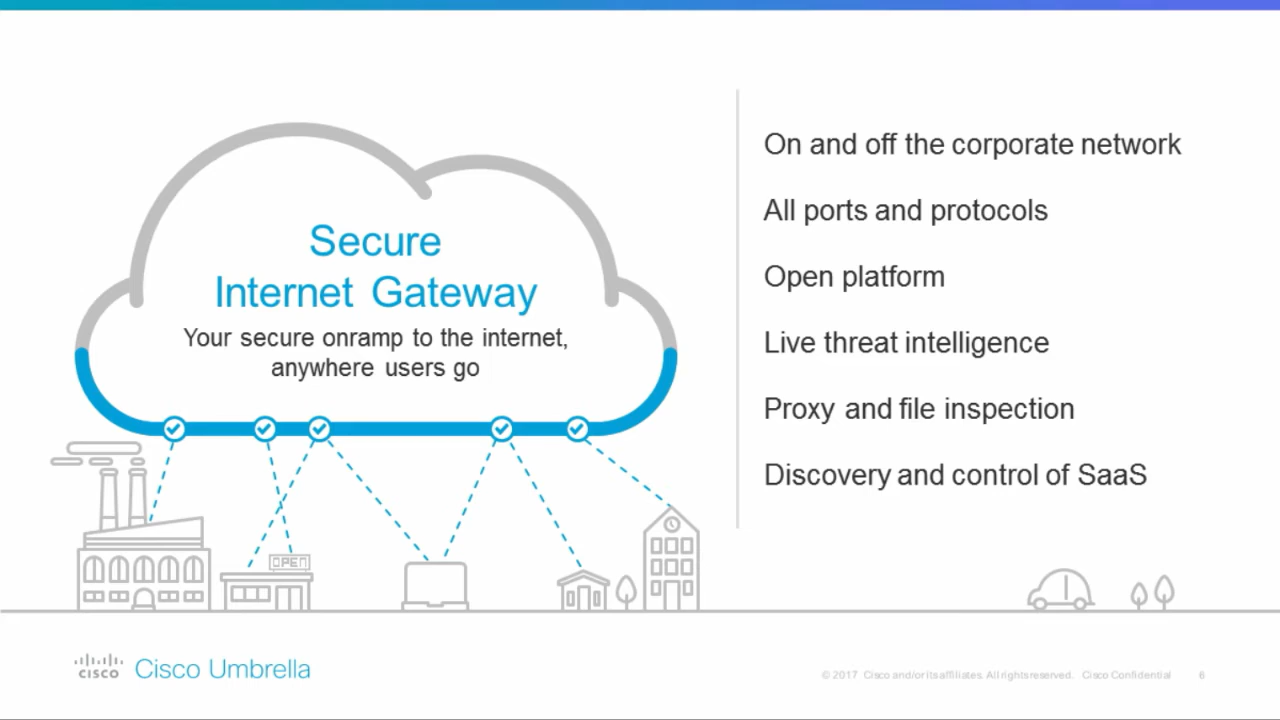 Secure
Internet Gateway
Your secure onramp to the internet,
anywhere users go
On and off the corporate network
All ports and protocols
Open platform
Live threat intelligence
Proxy and file inspection
Discovery and control of SaaS
OPEN
CISCO
Cisco Umbrella
© 2017 Cisco and/or its affiliates. All rights reserved. Cisco Confidential 6